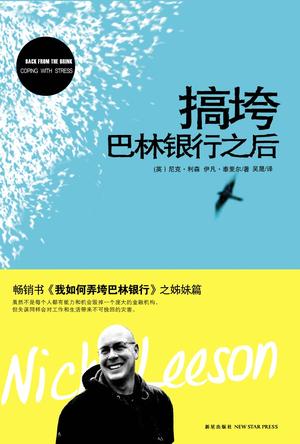 BACK FROM THE BRINK
COPING WITH STRESS
搞垮
巴林银行之后
(英) 尼克·利森 伊凡·泰里尔/著 吴晟/译
畅销书《我如何弄垮巴林银行》之姊妹篇
虽然不是每个人都有能力和机会毁掉一个庞大的金融机构，
但失误同样会对工作和生活带来不可挽回的灾害。
Nick Leeson
新星出版社 NEW STAR PRESS